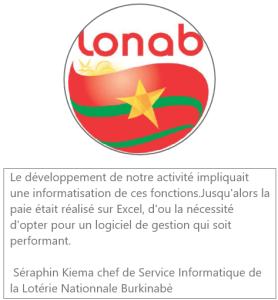 Lonab
Le développement de notre activité impliquait
une informatisation de ces fonctions.Jusqu'alors la
paie était réalisé sur Excel, d'ou la nécessité
d'opter pour un logiciel de gestion qui soit
performant.
Séraphin Kiema chef de Service Informatique de
la Lotérie Nationnale Burkinabè